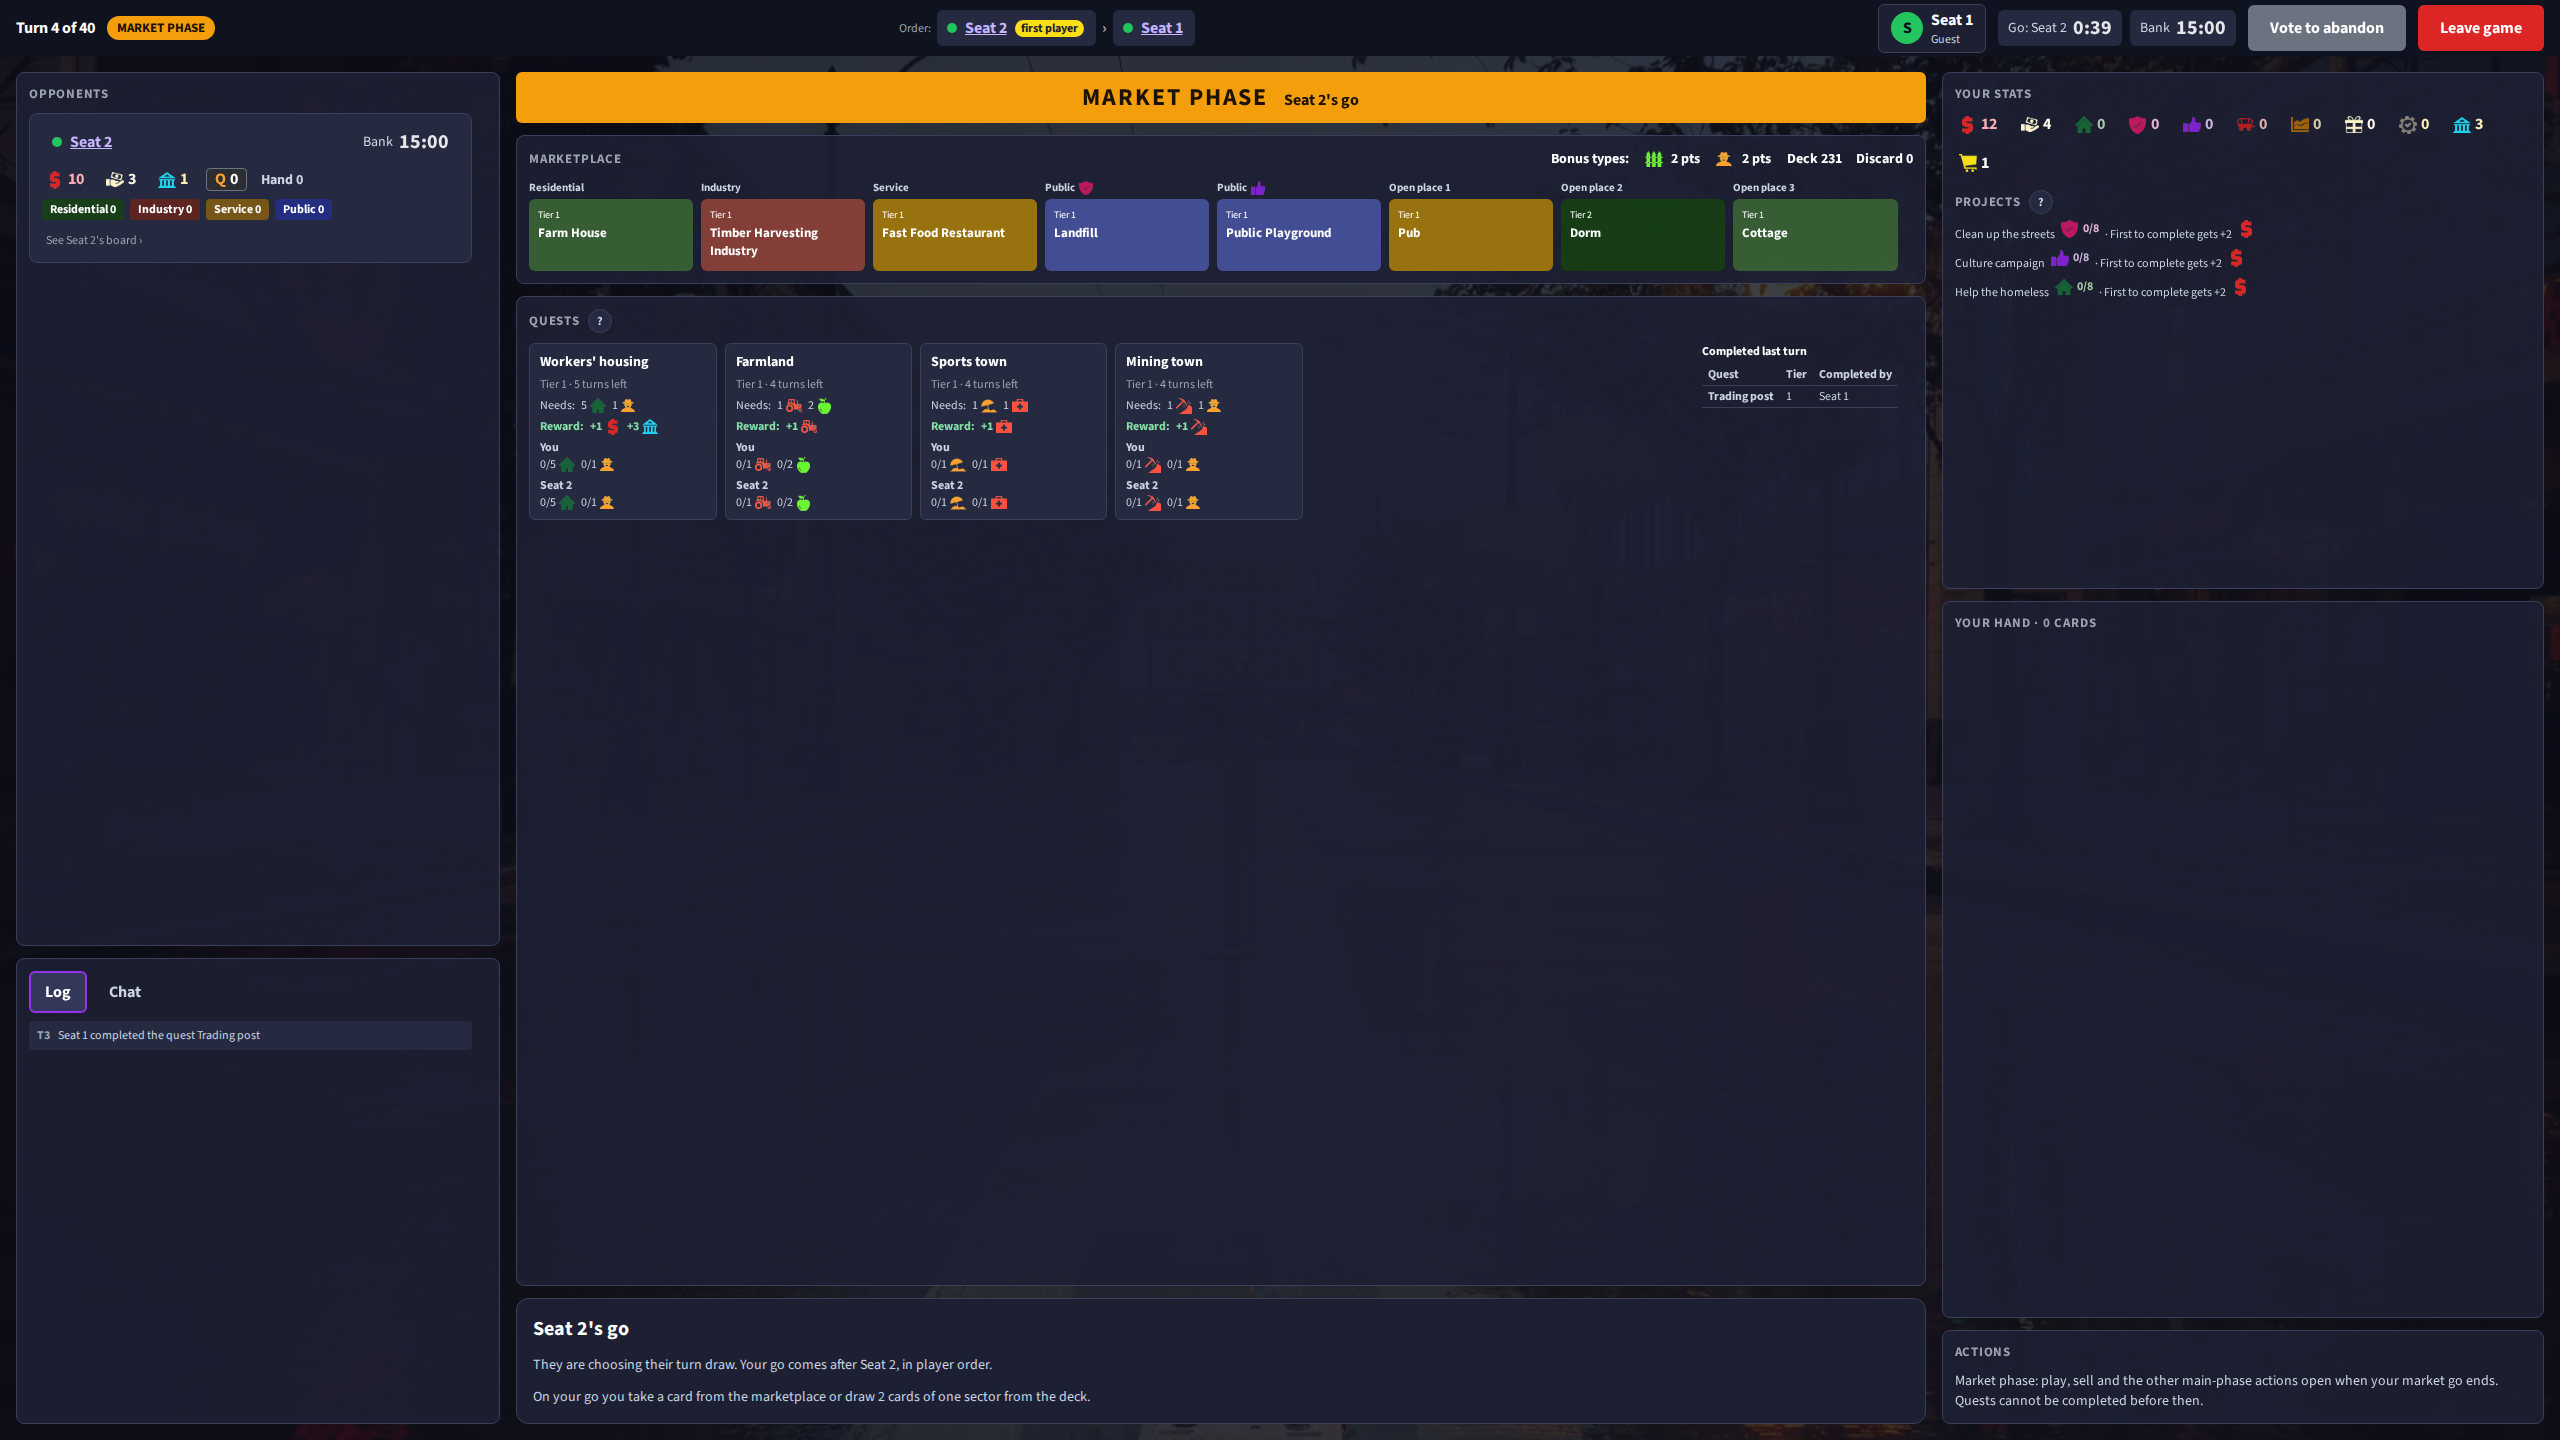 Turn 4 of 40 MARKET PHASE
Order: Seat 2 first player › Seat 1
S Seat 1
Guest
Go: Seat 2 0:39
Bank 15:00
Vote to abandon
Leave game
OPPONENTS
Seat 2 Bank 15:00
10 3 1 Q 0 Hand 0
Residential 0 Industry 0 Service 0 Public 0
See Seat 2's board ›
Log Chat
T3 Seat 1 completed the quest Trading post
MARKET PHASE Seat 2's go
MARKETPLACE
Bonus types: 2 pts 2 pts Deck 231 Discard 0
Residential
Tier 1
Farm House
Industry
Tier 1
Timber Harvesting
Industry
Service
Tier 1
Fast Food Restaurant
Public
Tier 1
Landfill
Public
Tier 1
Public Playground
Open place 1
Tier 1
Pub
Open place 2
Tier 2
Dorm
Open place 3
Tier 1
Cottage
QUESTS ?
Workers' housing
Tier 1 · 5 turns left
Needs: 5 1
Reward: +1 +3
You
0/5 0/1
Seat 2
0/5 0/1
Farmland
Tier 1 · 4 turns left
Needs: 1 2
Reward: +1
You
0/1 0/2
Seat 2
0/1 0/2
Sports town
Tier 1 · 4 turns left
Needs: 1 1
Reward: +1
You
0/1 0/1
Seat 2
0/1 0/1
Mining town
Tier 1 · 4 turns left
Needs: 1 1
Reward: +1
You
0/1 0/1
Seat 2
0/1 0/1
Completed last turn
Quest Tier Completed by
Trading post 1 Seat 1
Seat 2's go
They are choosing their turn draw. Your go comes after Seat 2, in player order.
On your go you take a card from the marketplace or draw 2 cards of one sector from the deck.
YOUR STATS
12 4 0 0 0 0 0 0 0 3
1
PROJECTS ?
Clean up the streets 0/8 · First to complete gets +2
Culture campaign 0/8 · First to complete gets +2
Help the homeless 0/8 · First to complete gets +2
YOUR HAND · 0 CARDS
ACTIONS
Market phase: play, sell and the other main-phase actions open when your market go ends.
Quests cannot be completed before then.